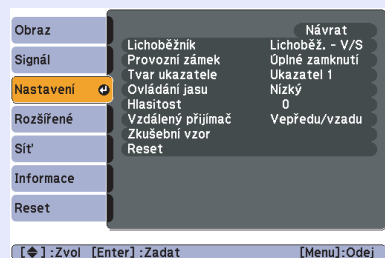 Obraz
Signál
Nastavení
Rozšířené
Síť
Informace
Reset
Návrat
Lichoběžník Lichoběž. - V/S
Provozní zámek Úplné zamknutí
Tvar ukazatele Ukazatel 1
Ovládání jasu Nízký
Hlasitost 0
Vzdálený přijímač Vepředu/vzadu
Zkušební vzor
Reset
[◆] :Zvol [Enter] :Zadat [Menu]:Odej